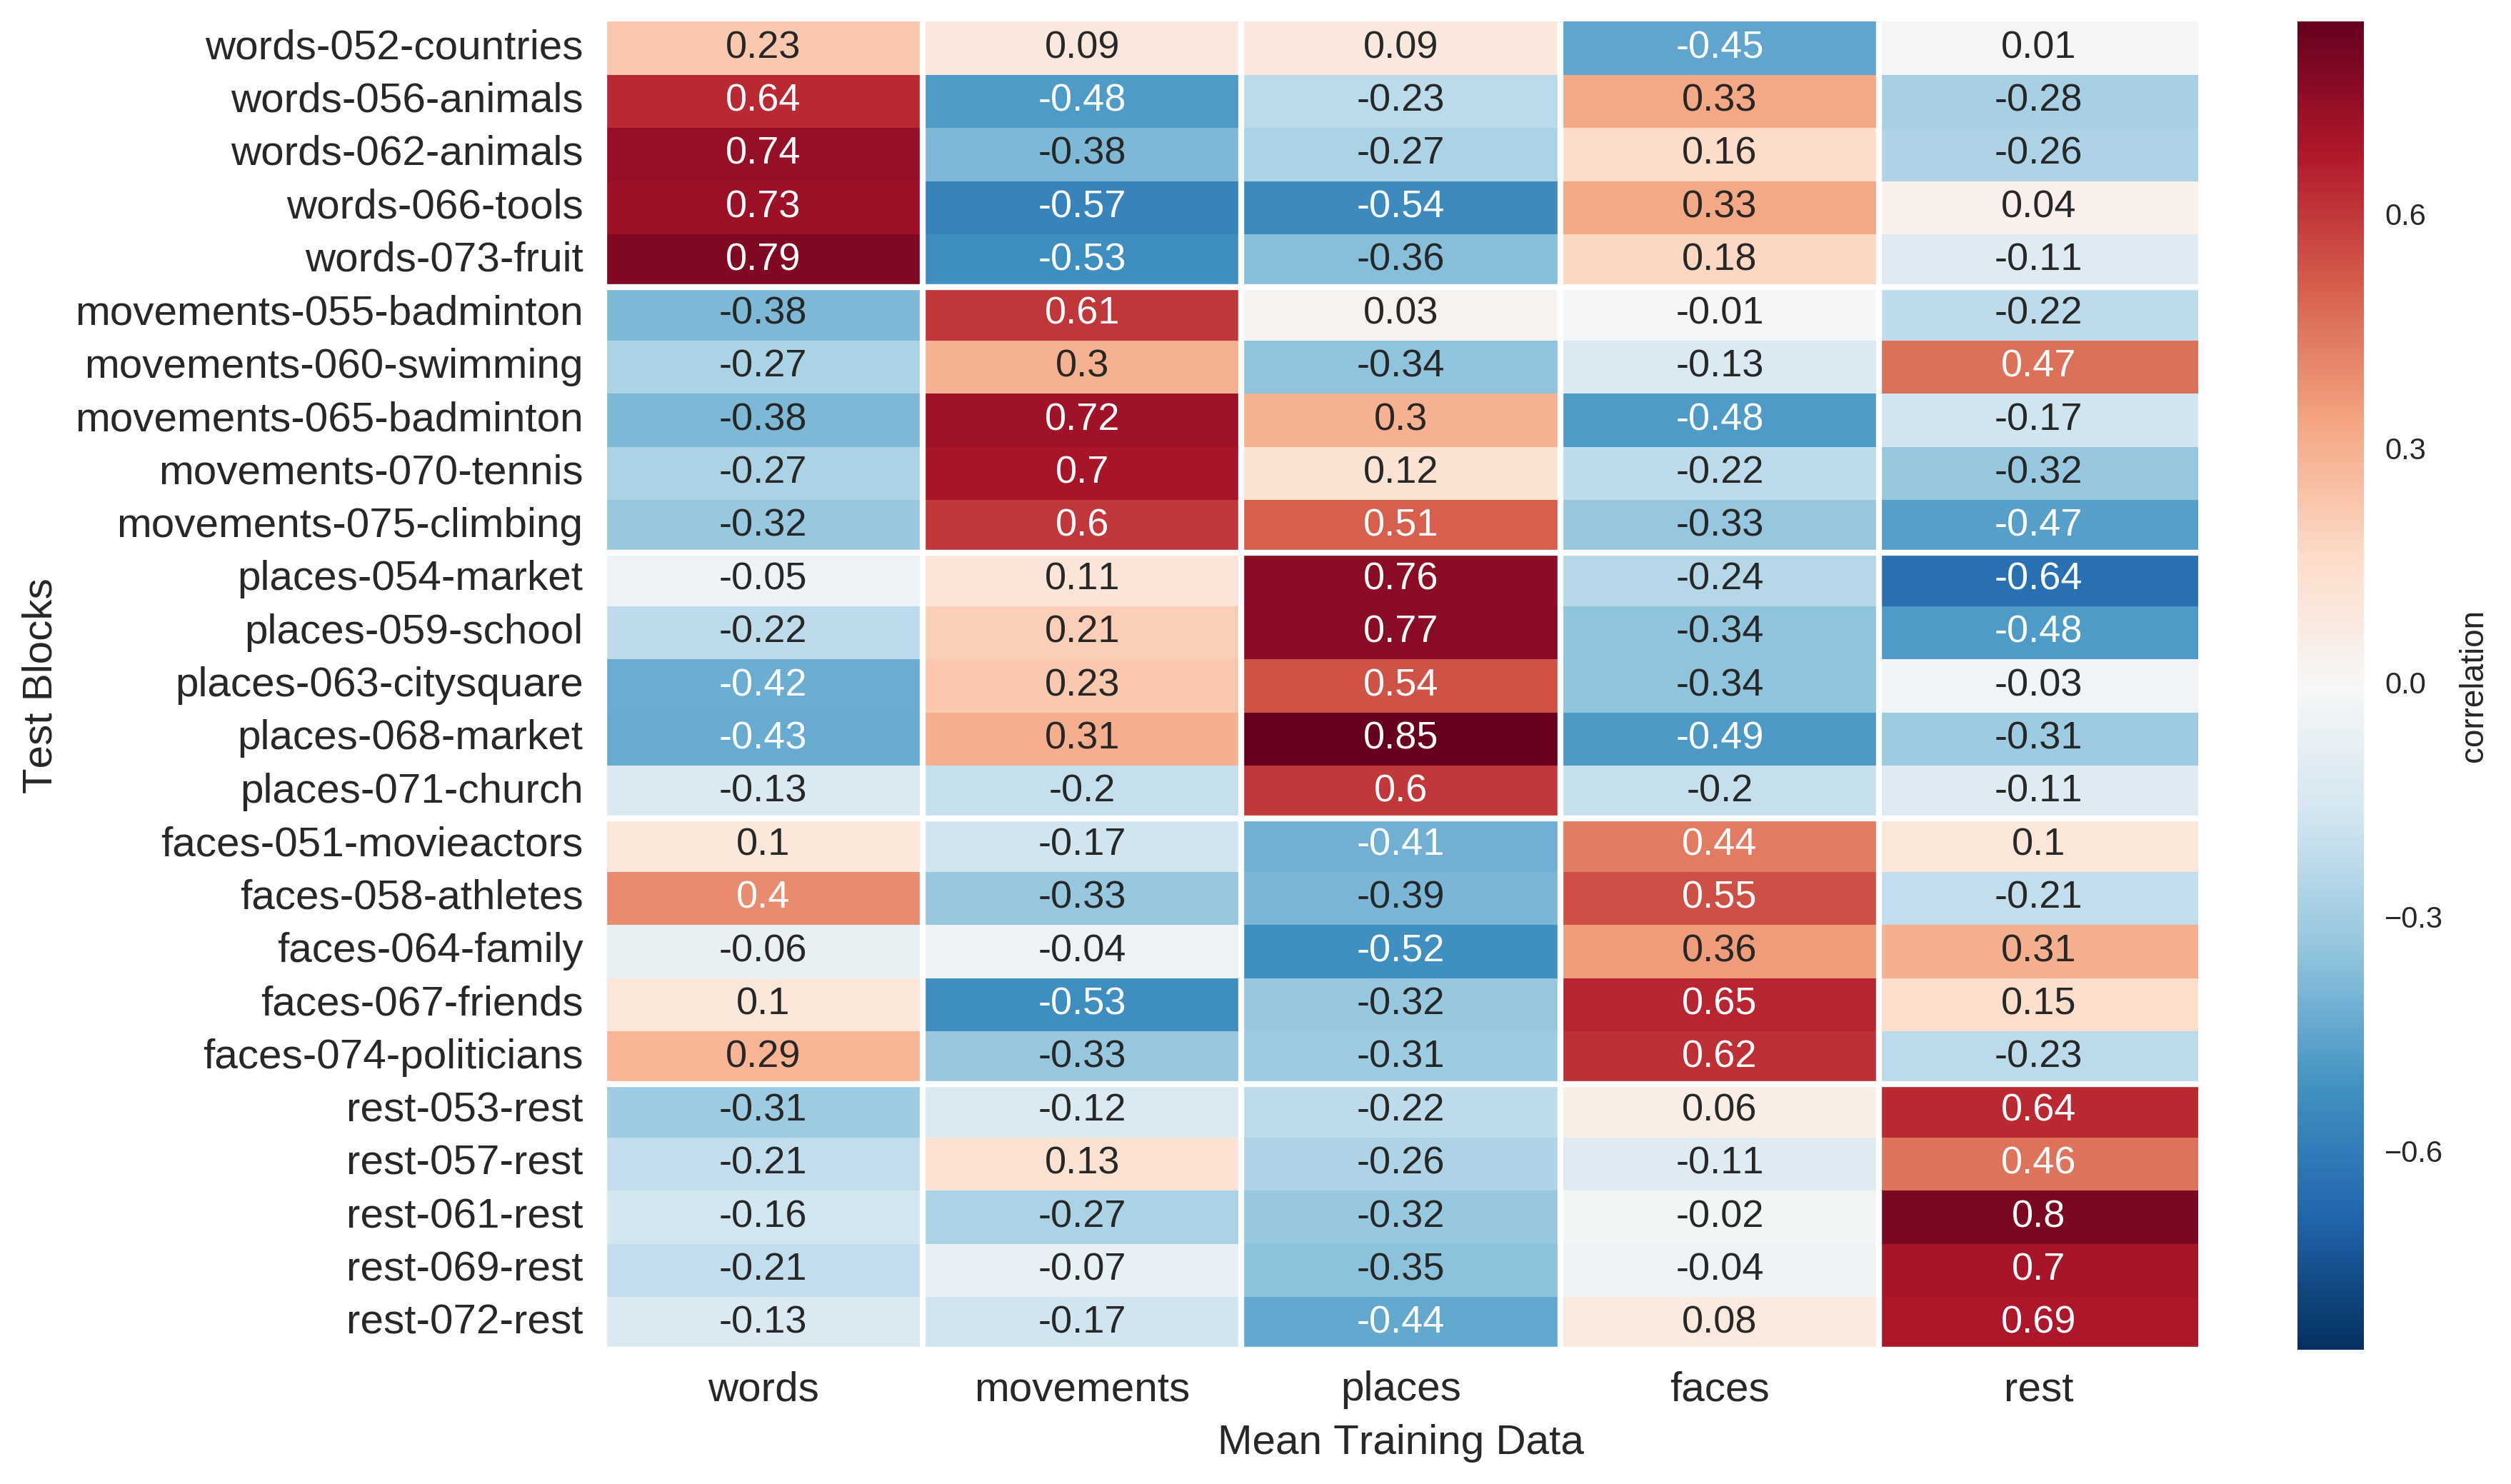 words-052-countries 0.23 0.09 0.09 -0.45 0.01
words-056-animals 0.64 -0.48 -0.23 0.33 -0.28
words-062-animals 0.74 -0.38 -0.27 0.16 -0.26
words-066-tools 0.73 -0.57 -0.54 0.33 0.04
words-073-fruit 0.79 -0.53 -0.36 0.18 -0.11
movements-055-badminton -0.38 0.61 0.03 -0.01 -0.22
movements-060-swimming -0.27 0.3 -0.34 -0.13 0.47
movements-065-badminton -0.38 0.72 0.3 -0.48 -0.17
movements-070-tennis -0.27 0.7 0.12 -0.22 -0.32
movements-075-climbing -0.32 0.6 0.51 -0.33 -0.47
places-054-market -0.05 0.11 0.76 -0.24 -0.64
places-059-school -0.22 0.21 0.77 -0.34 -0.48
places-063-citysquare -0.42 0.23 0.54 -0.34 -0.03
places-068-market -0.43 0.31 0.85 -0.49 -0.31
places-071-church -0.13 -0.2 0.6 -0.2 -0.11
faces-051-movieactors 0.1 -0.17 -0.41 0.44 0.1
faces-058-athletes 0.4 -0.33 -0.39 0.55 -0.21
faces-064-family -0.06 -0.04 -0.52 0.36 0.31
faces-067-friends 0.1 -0.53 -0.32 0.65 0.15
faces-074-politicians 0.29 -0.33 -0.31 0.62 -0.23
rest-053-rest -0.31 -0.12 -0.22 0.06 0.64
rest-057-rest -0.21 0.13 -0.26 -0.11 0.46
rest-061-rest -0.16 -0.27 -0.32 -0.02 0.8
rest-069-rest -0.21 -0.07 -0.35 -0.04 0.7
rest-072-rest -0.13 -0.17 -0.44 0.08 0.69
words movements places faces rest
Mean Training Data
Test Blocks
0.6
0.3
0.0
−0.3
−0.6
correlation